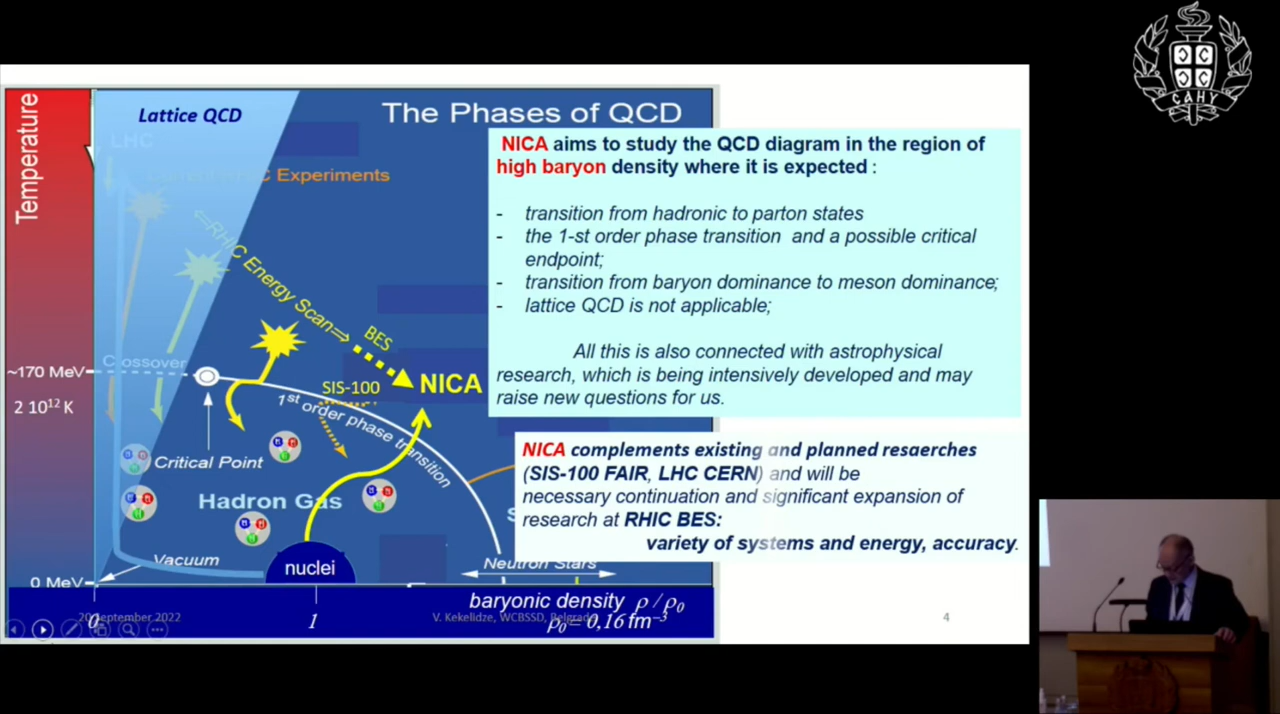 САНУ
Lattice QCD
The Phases of QCD
Temperature
LHC
Experiments
⇐RHIC Energy Scan⇒
BES
NICA
SIS-100
Crossover
~170 MeV
2 10¹² K
1st order phase transition
Critical Point
Hadron Gas
nuclei
Vacuum
0 MeV
Neutron Stars
0
1
baryonic density ρ / ρ₀
ρ₀ = 0,16 fm⁻³
NICA aims to study the QCD diagram in the region of
high baryon density where it is expected :
- transition from hadronic to parton states
- the 1-st order phase transition and a possible critical
endpoint;
- transition from baryon dominance to meson dominance;
- lattice QCD is not applicable;
All this is also connected with astrophysical
research, which is being intensively developed and may
raise new questions for us.
NICA complements existing and planned resaerches
(SIS-100 FAIR, LHC CERN) and will be
necessary continuation and significant expansion of
research at RHIC BES:
variety of systems and energy, accuracy.
20 September 2022
V. Kekelidze, WCBSSD, Belgrade
4